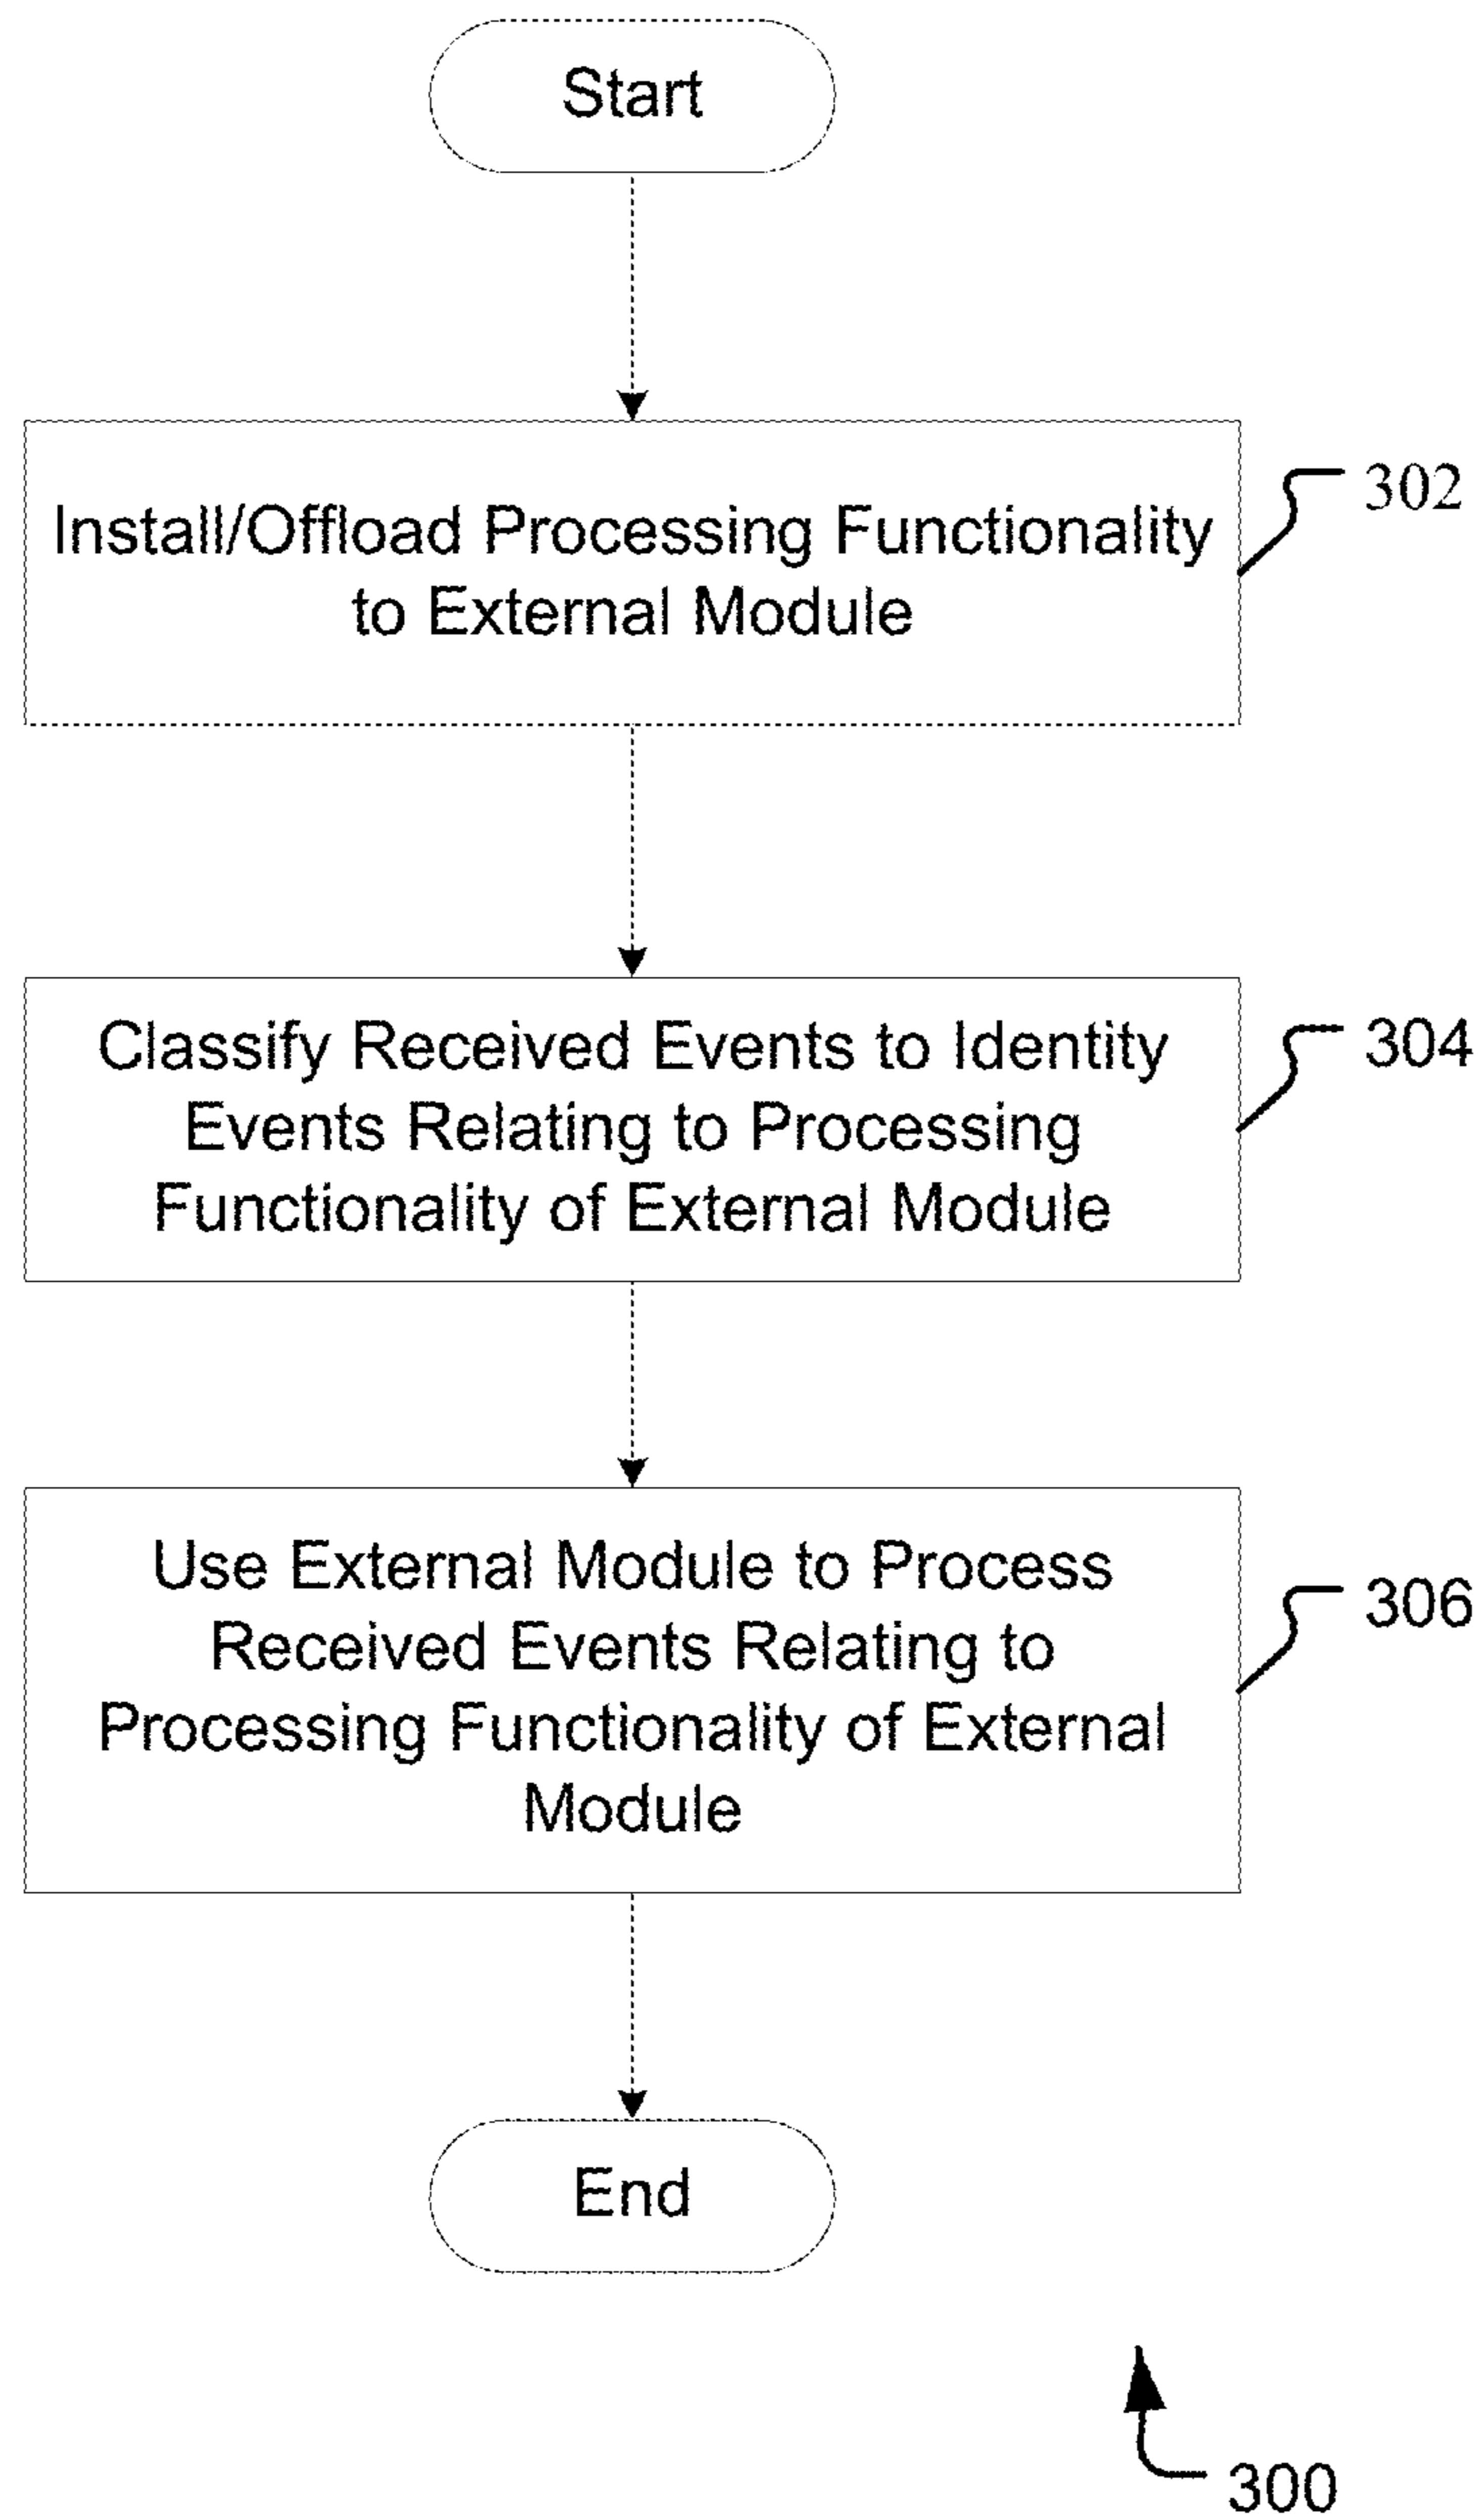 Start
Install/Offload Processing Functionality
to External Module
302
Classify Received Events to Identity
Events Relating to Processing
Functionality of External Module
304
Use External Module to Process
Received Events Relating to
Processing Functionality of External
Module
306
End
300